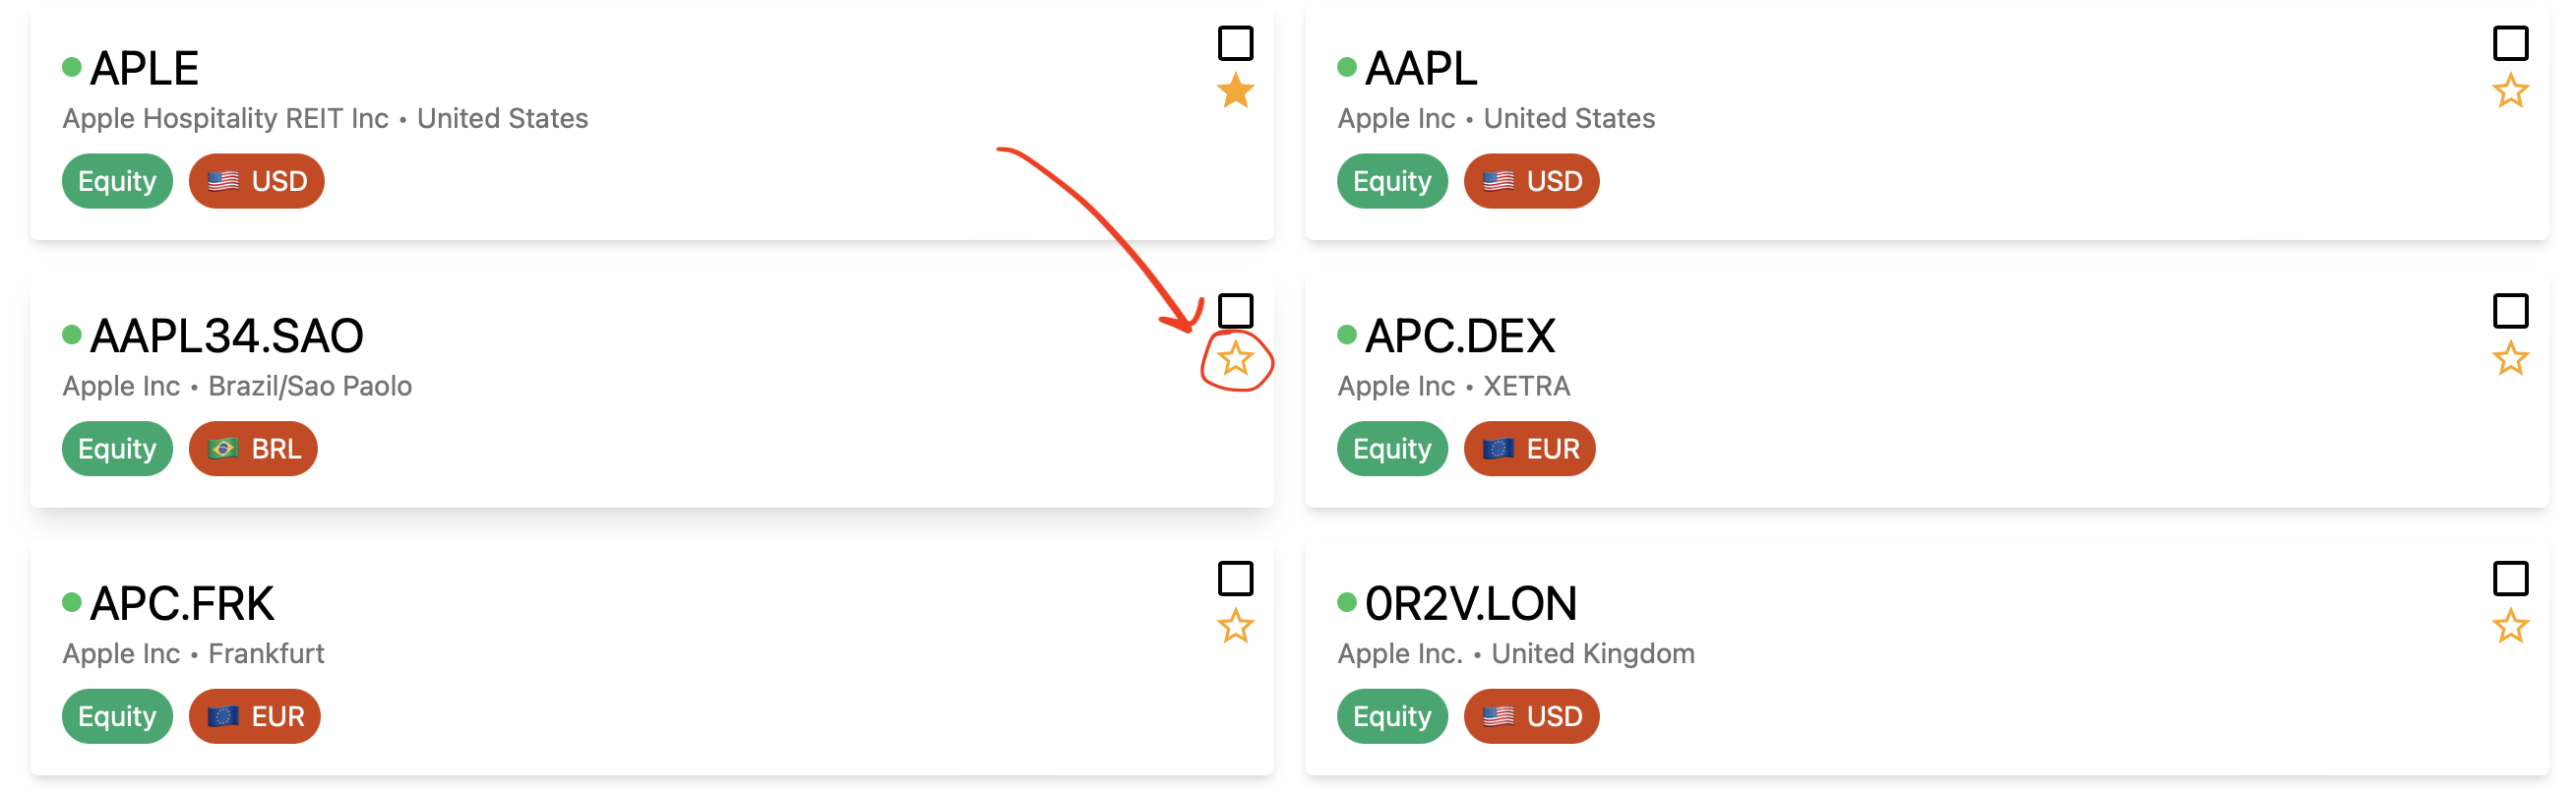 APLE
Apple Hospitality REIT Inc • United States
Equity USD
AAPL
Apple Inc • United States
Equity USD
AAPL34.SAO
Apple Inc • Brazil/Sao Paolo
Equity BRL
APC.DEX
Apple Inc • XETRA
Equity EUR
APC.FRK
Apple Inc • Frankfurt
Equity EUR
0R2V.LON
Apple Inc. • United Kingdom
Equity USD